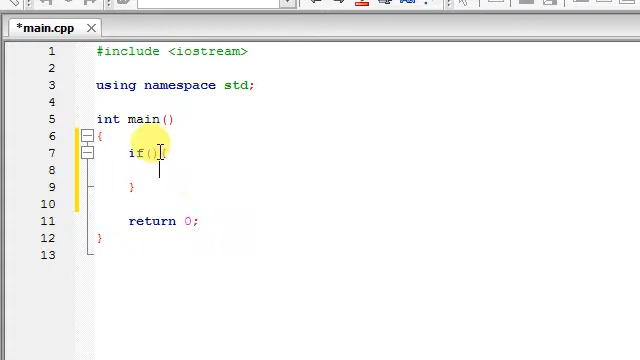 *main.cpp
1 #include <iostream>
2
3 using namespace std;
4
5 int main()
6 {
7 if(){
8
9 }
10
11 return 0;
12 }
13